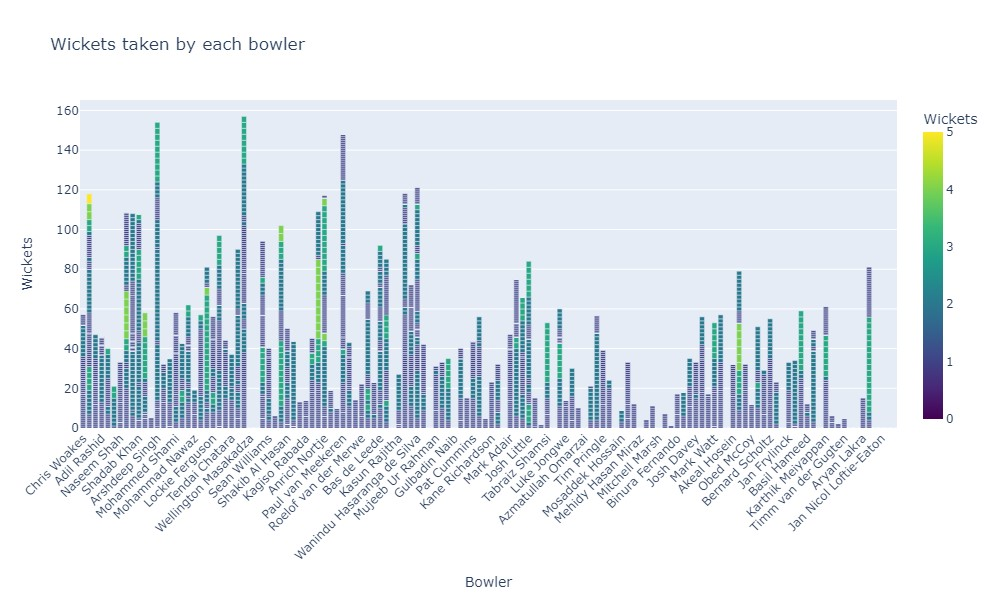 Wickets taken by each bowler
Wickets
5
4
3
2
1
0
160
140
120
100
80
60
40
20
0
Wickets
Chris Woakes
Adil Rashid
Naseem Shah
Shadab Khan
Arshdeep Singh
Mohammed Shami
Mohammad Nawaz
Lockie Ferguson
Tendai Chatara
Wellington Masakadza
Sean Williams
Shakib Al Hasan
Kagiso Rabada
Anrich Nortje
Paul van Meekeren
Roelof van der Merwe
Bas de Leede
Kasun Rajitha
Wanindu Hasaranga de Silva
Mujeeb Ur Rahman
Gulbadin Naib
Pat Cummins
Kane Richardson
Mark Adair
Josh Little
Tabraiz Shamsi
Luke Jongwe
Azmatullah Omarzai
Tim Pringle
Mosaddek Hossain
Mehidy Hasan Miraz
Mitchell Marsh
Binura Fernando
Josh Davey
Mark Watt
Akeal Hosein
Obed McCoy
Bernard Scholtz
Jan Frylinck
Basil Hameed
Karthik Meiyappan
Timm van der Gugten
Aryan Lakra
Jan Nicol Loftie-Eaton
Bowler